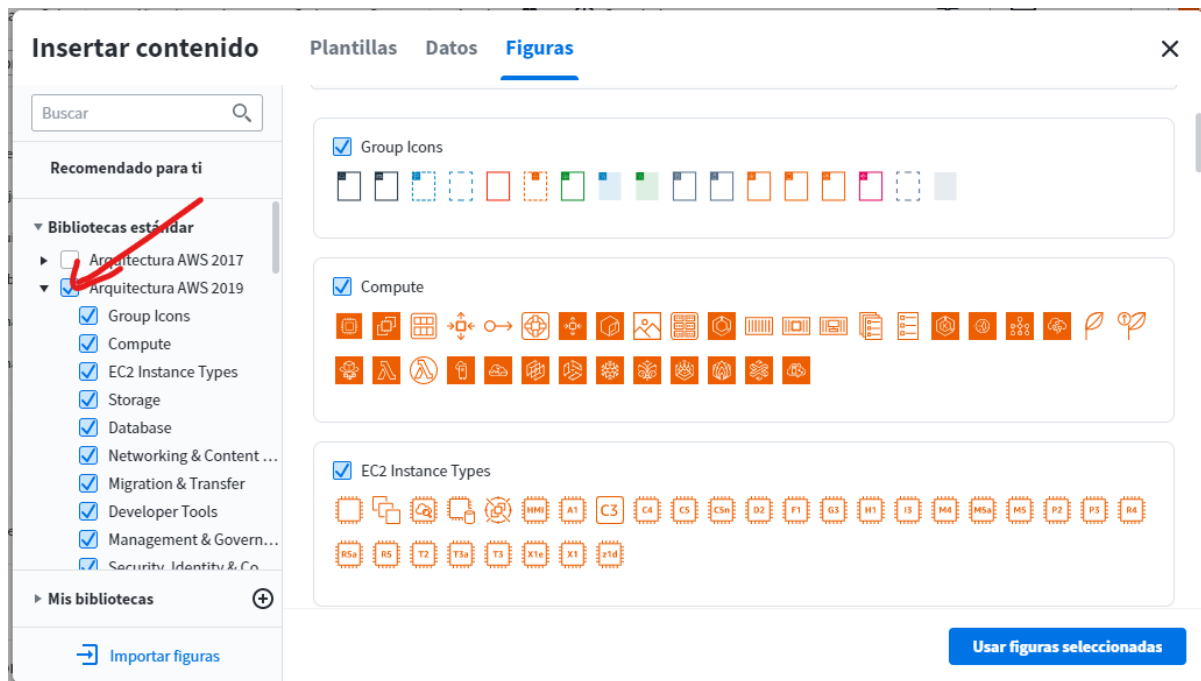 Insertar contenido
Plantillas Datos Figuras
Buscar
Recomendado para ti
Bibliotecas estándar
Arquitectura AWS 2017
Arquitectura AWS 2019
Group Icons
Compute
EC2 Instance Types
Storage
Database
Networking & Content ...
Migration & Transfer
Developer Tools
Management & Govern...
Security, Identity & Co
Mis bibliotecas
Importar figuras
Group Icons
Compute
EC2 Instance Types
HMI A1 C3 C4 C5 C5n D2 F1 G3 H1 I3 M4 M5a M5 P2 P3 R4
R5a R5 T2 T3a T3 X1e X1 z1d
Usar figuras seleccionadas